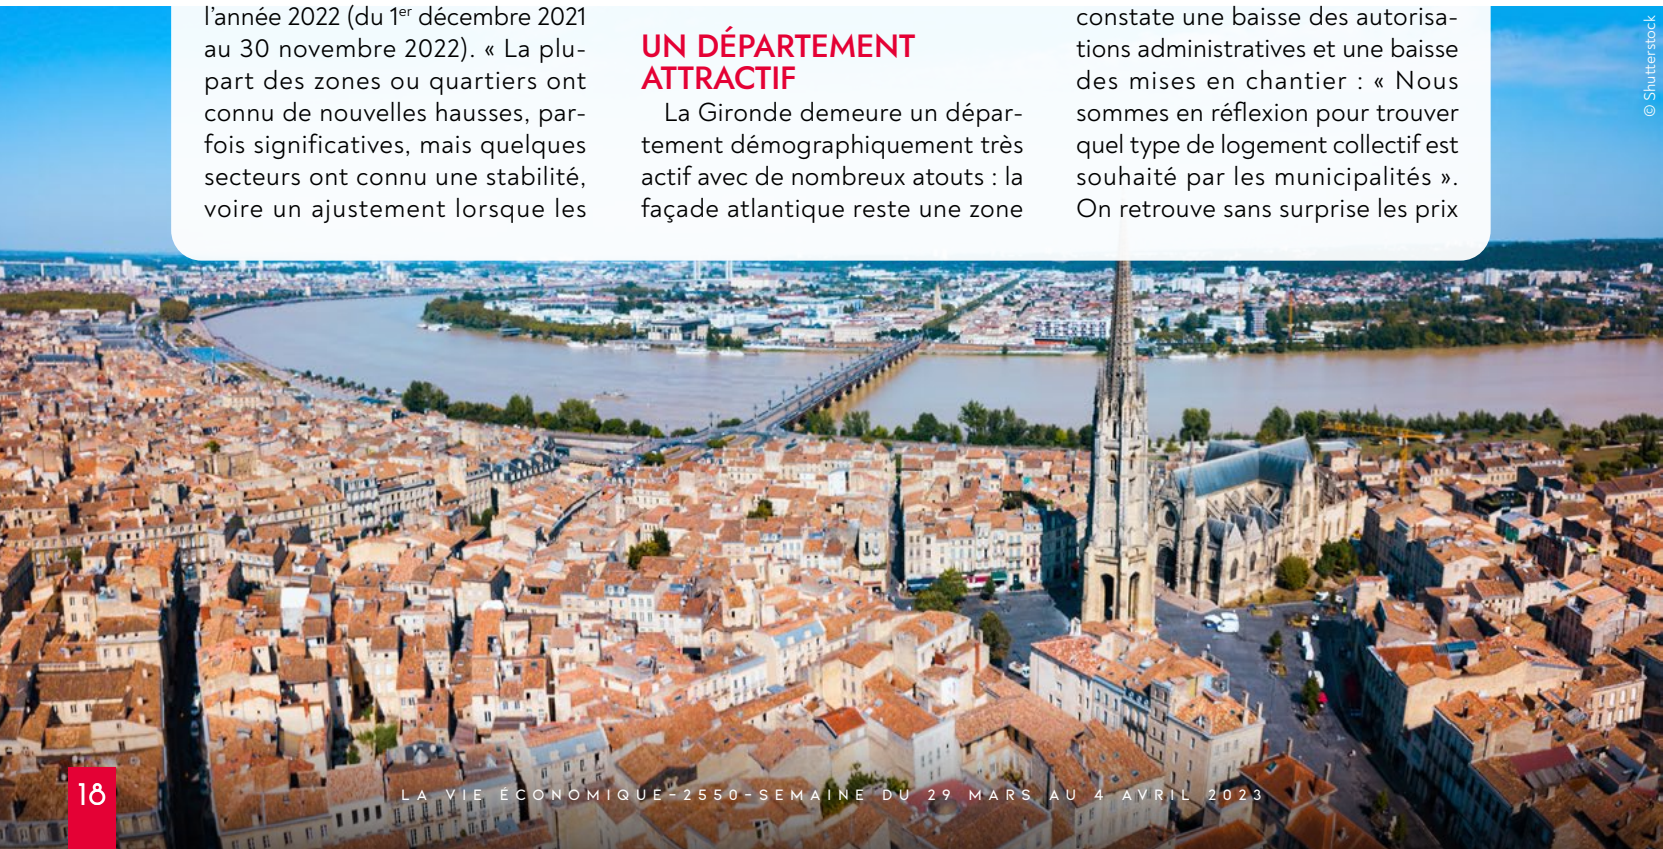 l’année 2022 (du 1er décembre 2021
au 30 novembre 2022). « La plu-
part des zones ou quartiers ont
connu de nouvelles hausses, par-
fois significatives, mais quelques
secteurs ont connu une stabilité,
voire un ajustement lorsque les
UN DÉPARTEMENT
ATTRACTIF
La Gironde demeure un dépar-
tement démographiquement très
actif avec de nombreux atouts : la
façade atlantique reste une zone
constate une baisse des autorisa-
tions administratives et une baisse
des mises en chantier : « Nous
sommes en réflexion pour trouver
quel type de logement collectif est
souhaité par les municipalités ».
On retrouve sans surprise les prix
© Shutterstock
18
LA VIE ÉCONOMIQUE-2550-SEMAINE DU 29 MARS AU 4 AVRIL 2023